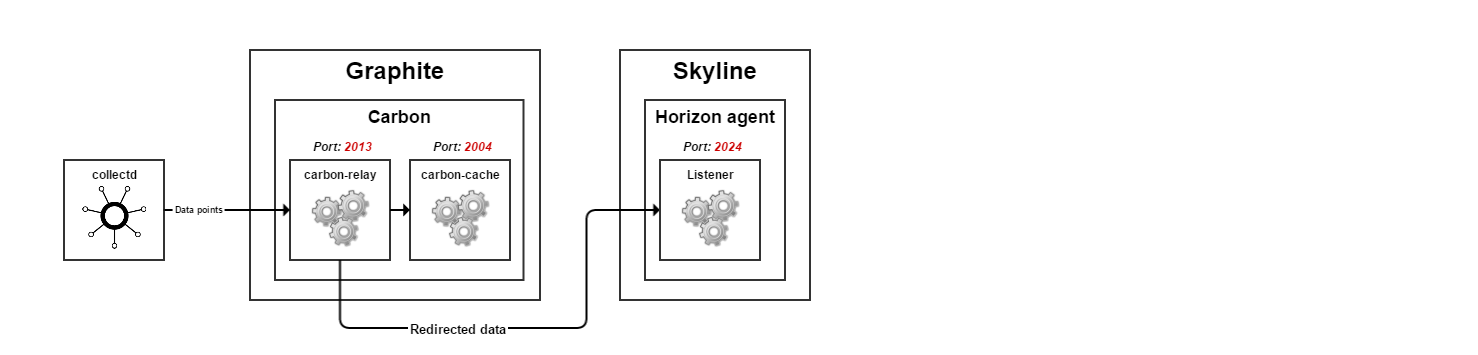 Graphite
Skyline
Carbon
Horizon agent
Port: 2013
Port: 2004
Port: 2024
collectd
carbon-relay
carbon-cache
Listener
Data points
Redirected data